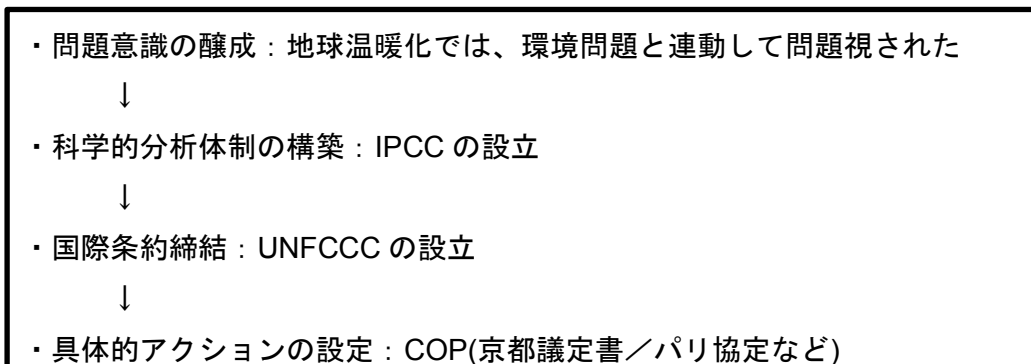 ・問題意識の醸成：地球温暖化では、環境問題と連動して問題視された
↓
・科学的分析体制の構築：IPCC の設立
↓
・国際条約締結：UNFCCC の設立
↓
・具体的アクションの設定：COP(京都議定書／パリ協定など)